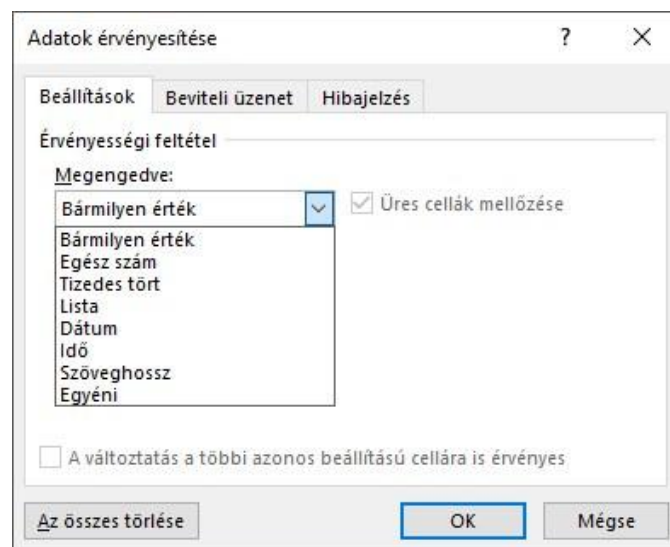 Adatok érvényesítése ?
Beállítások Beviteli üzenet Hibajelzés
Érvényességi feltétel
Megengedve:
Bármilyen érték Üres cellák mellőzése
Bármilyen érték
Egész szám
Tizedes tört
Lista
Dátum
Idő
Szöveghossz
Egyéni
A változtatás a többi azonos beállítású cellára is érvényes
Az összes törlése OK Mégse